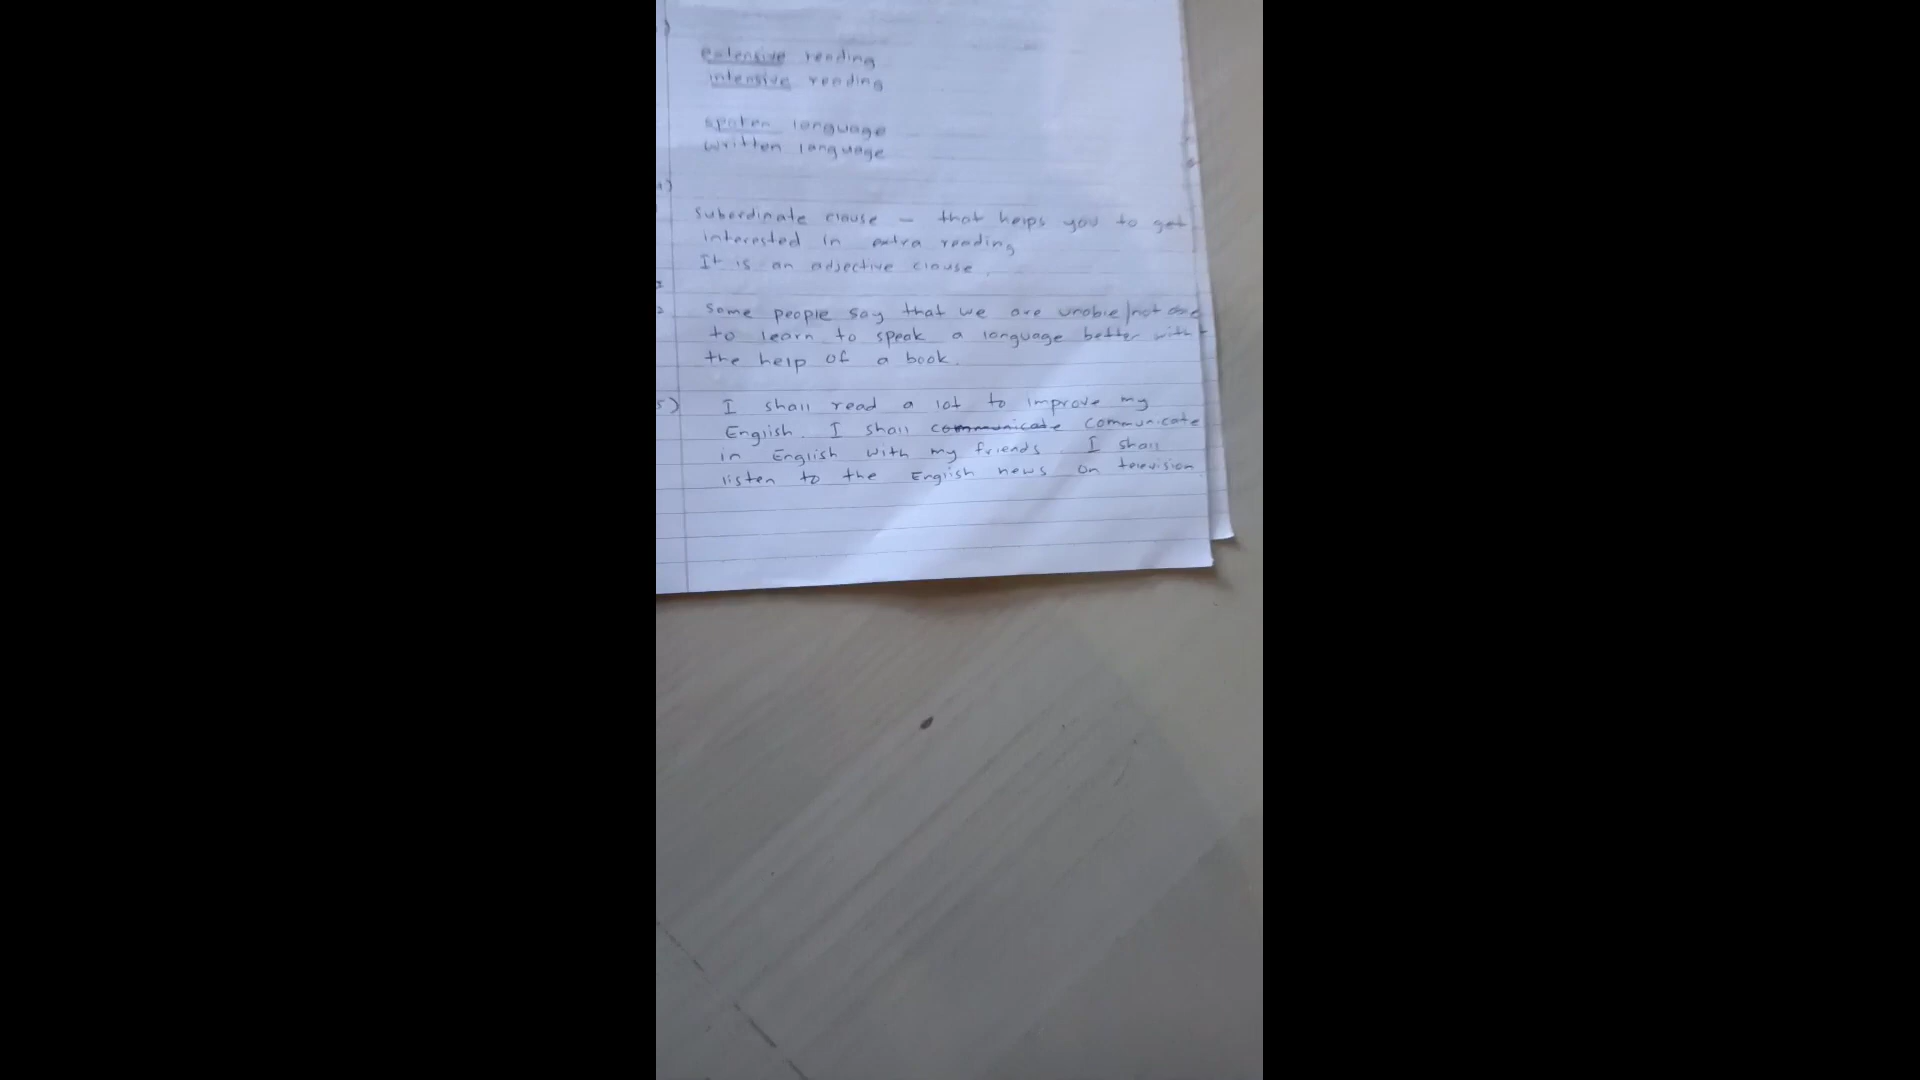 extensive reading
intensive reading
spoken language
written language
subordinate clause - that helps you to get
interested in extra reading
It is an adjective clause.
2 some people say that we are unable/not able
to learn to speak a language better with
the help of a book.
5) I shall read a lot to improve my
English. I shall communicate communicate
in English with my friends. I shall
listen to the English news on television